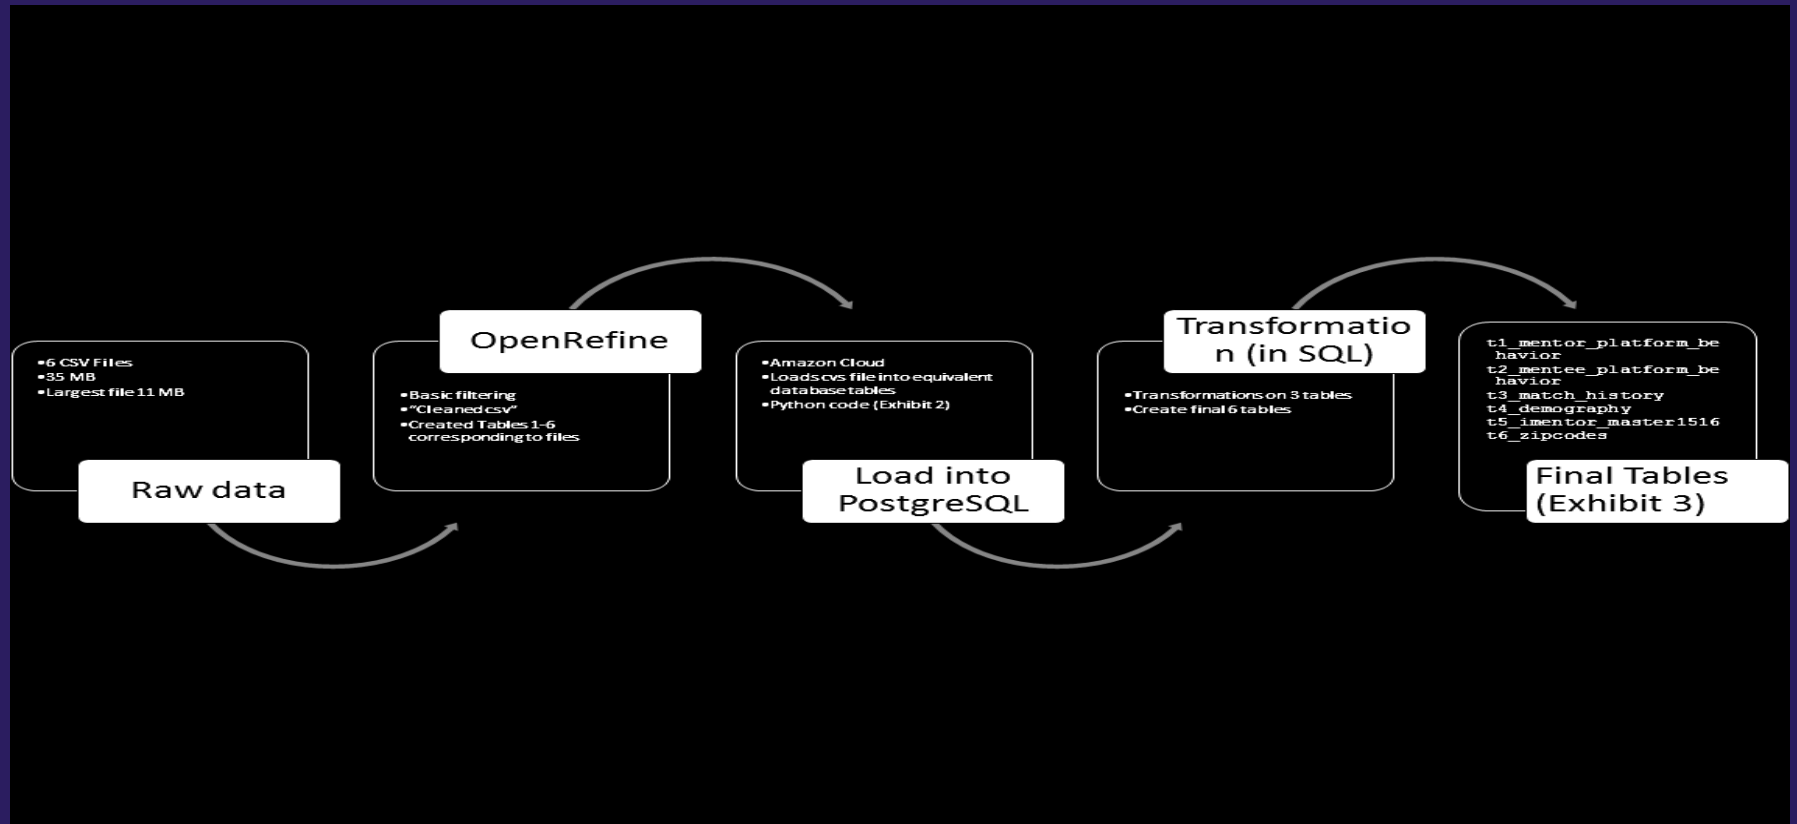 •6 CSV Files
•35 MB
•Largest file 11 MB
Raw data
OpenRefine
•Basic filtering
•"Cleaned csv"
•Created Tables 1-6
corresponding to files
•Amazon Cloud
•Loads cvs file into equivalent
database tables
•Python code (Exhibit 2)
Load into
PostgreSQL
Transformatio
n (in SQL)
•Transformations on 3 tables
•Create final 6 tables
t1_mentor_platform_be
havior
t2_mentee_platform_be
havior
t3_match_history
t4_demography
t5_imentor_master1516
t6_zipcodes
Final Tables
(Exhibit 3)